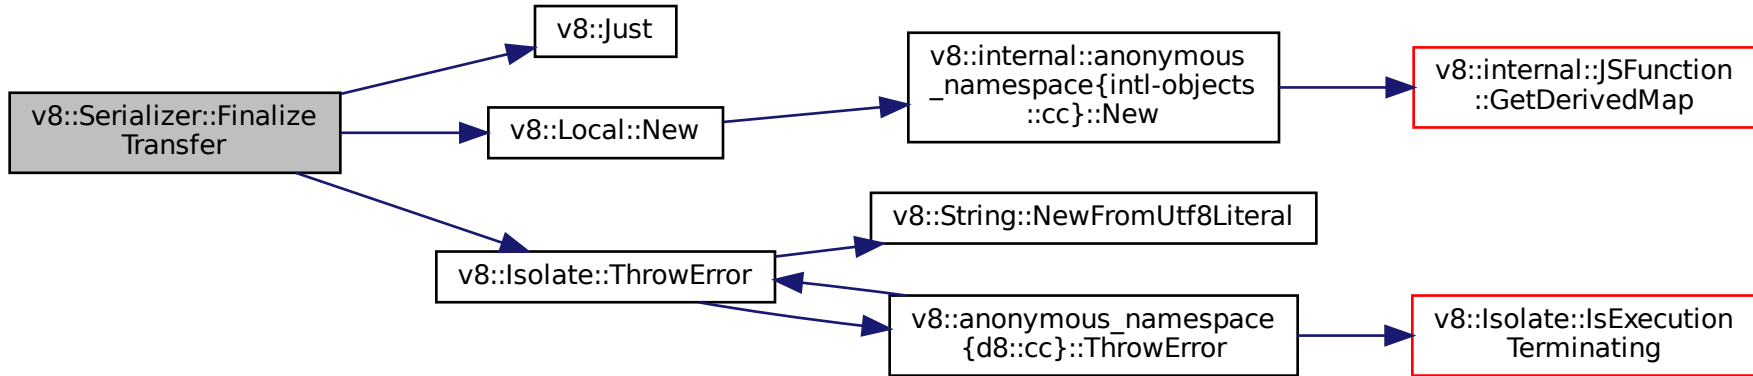 v8::Serializer::Finalize
Transfer
v8::Just
v8::Local::New
v8::internal::anonymous
_namespace{intl-objects
::cc}::New
v8::internal::JSFunction
::GetDerivedMap
v8::Isolate::ThrowError
v8::String::NewFromUtf8Literal
v8::anonymous_namespace
{d8::cc}::ThrowError
v8::Isolate::IsExecution
Terminating